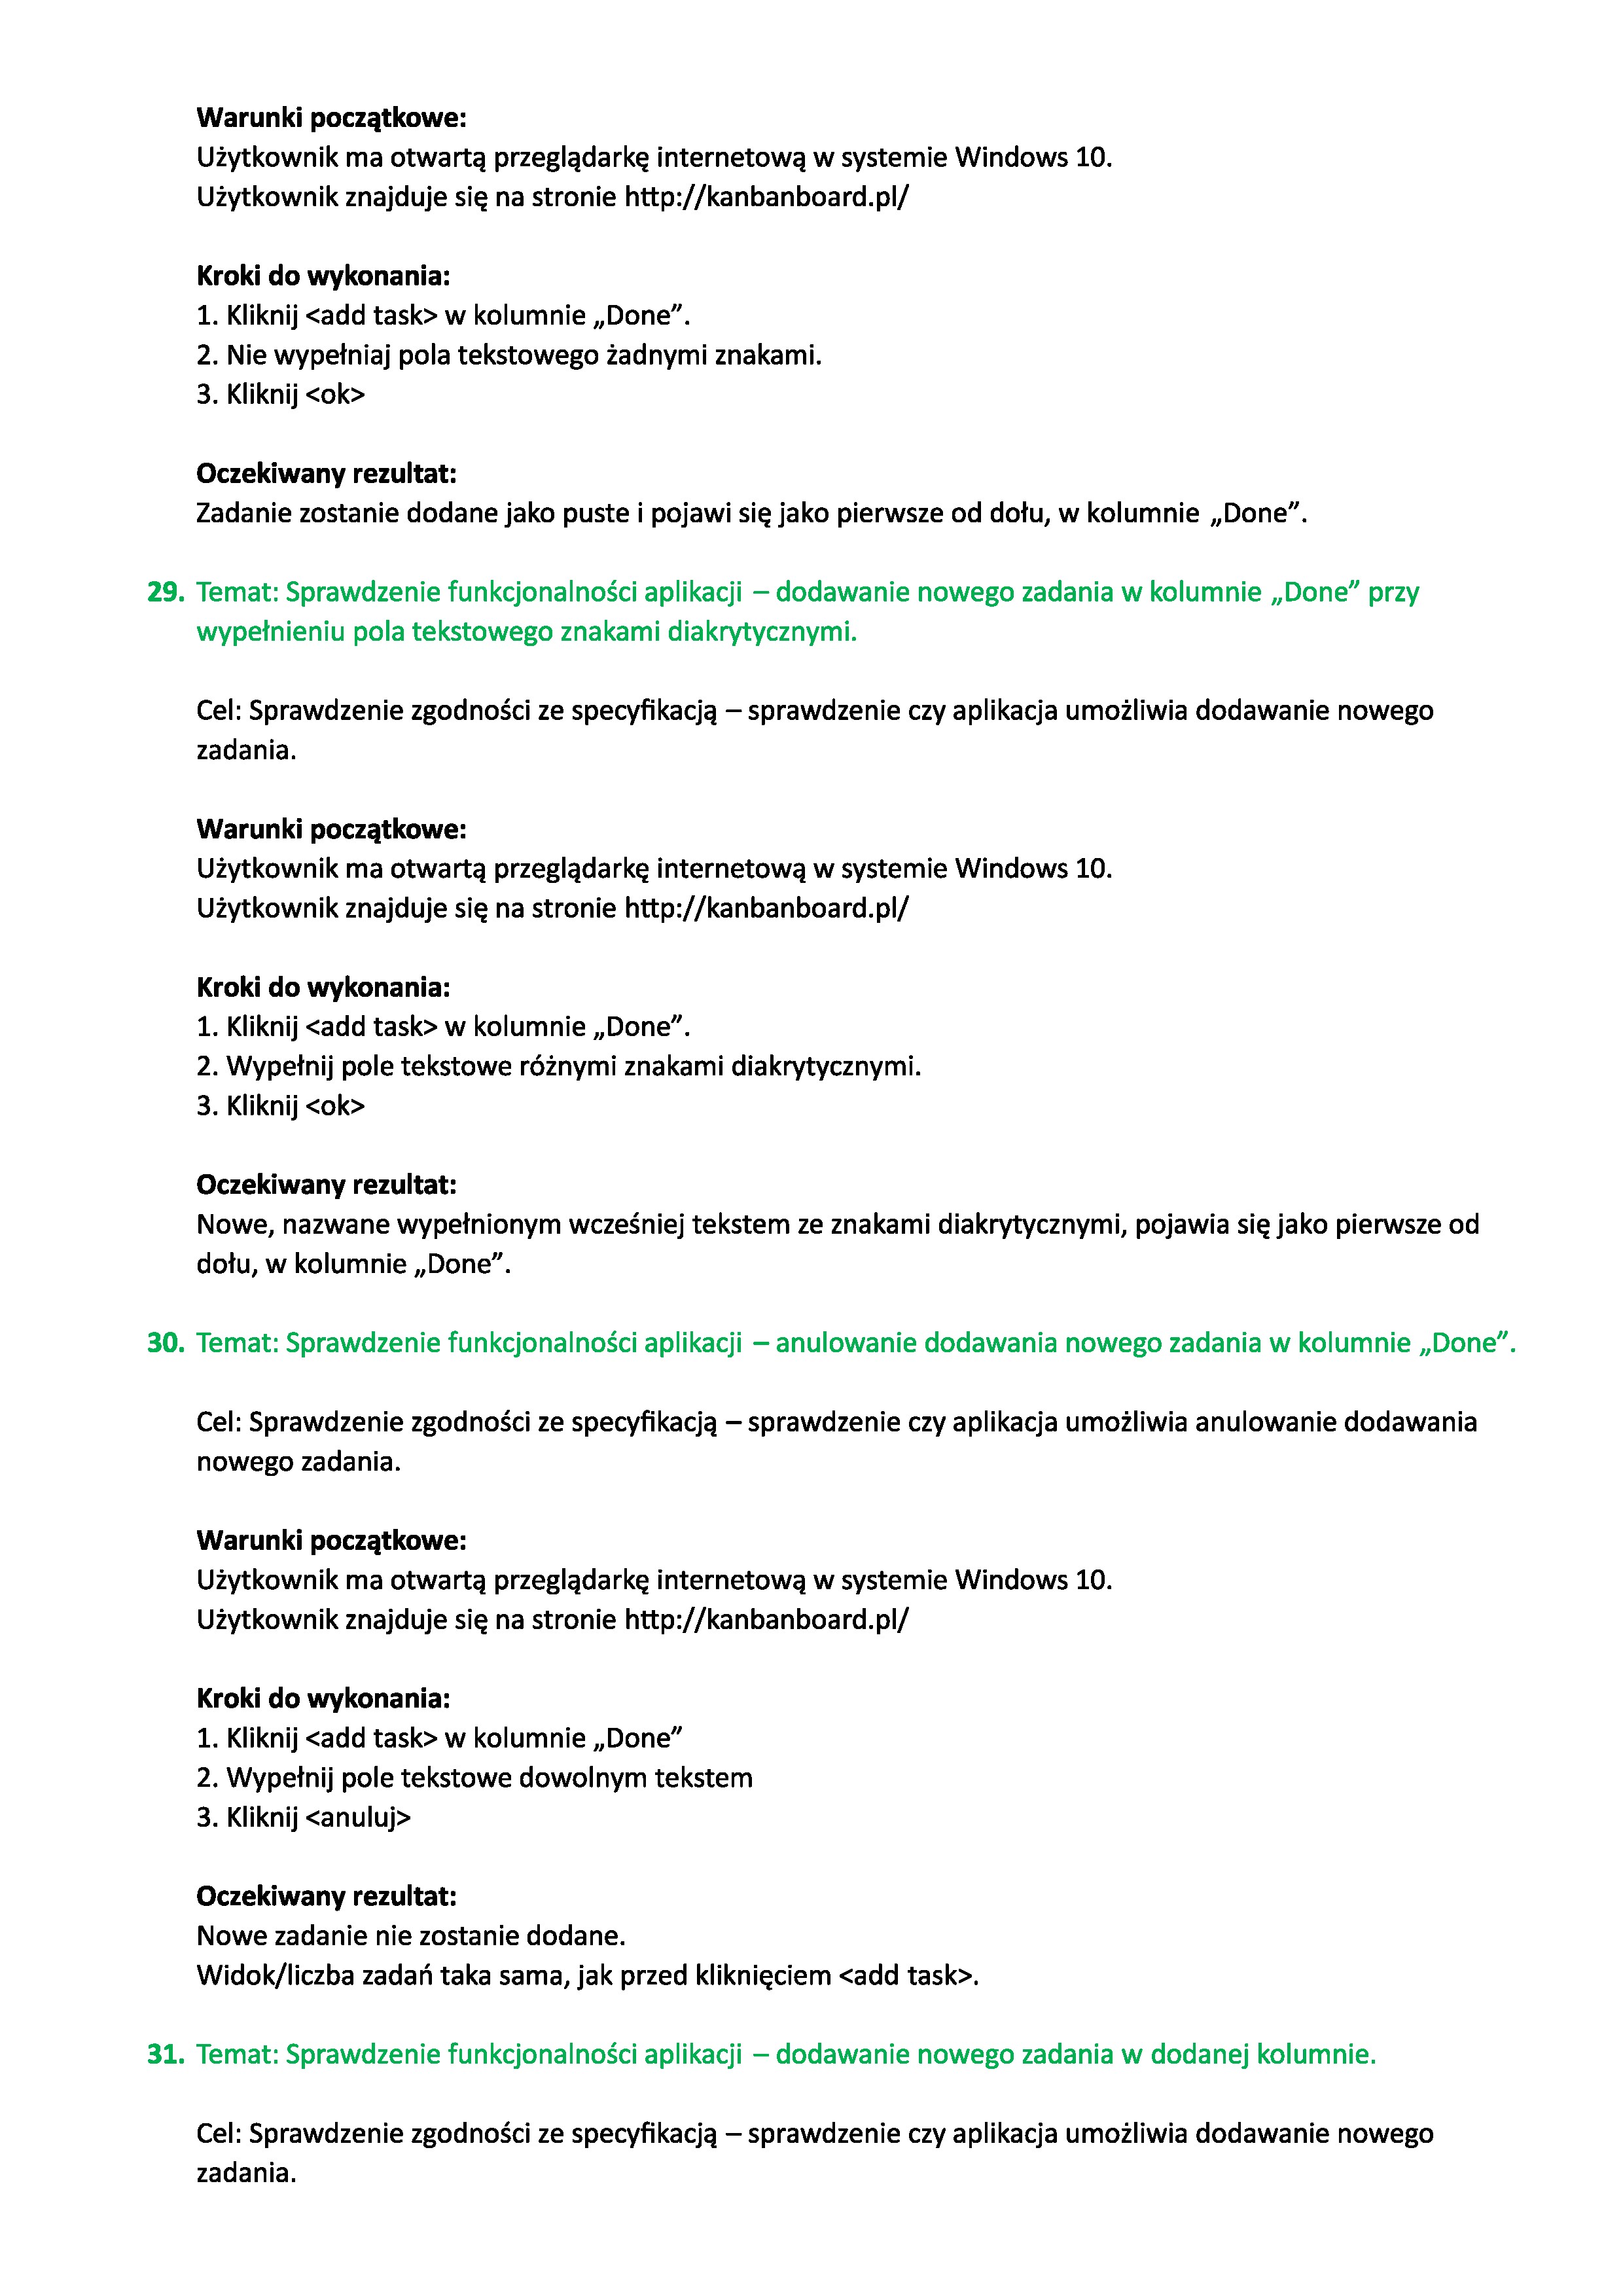 Warunki początkowe:
Użytkownik ma otwartą przeglądarkę internetową w systemie Windows 10.
Użytkownik znajduje się na stronie http://kanbanboard.pl/
Kroki do wykonania:
1. Kliknij <add task> w kolumnie „Done”.
2. Nie wypełniaj pola tekstowego żadnymi znakami.
3. Kliknij <ok>
Oczekiwany rezultat:
Zadanie zostanie dodane jako puste i pojawi się jako pierwsze od dołu, w kolumnie „Done”.
29. Temat: Sprawdzenie funkcjonalności aplikacji – dodawanie nowego zadania w kolumnie „Done” przy
wypełnieniu pola tekstowego znakami diakrytycznymi.
Cel: Sprawdzenie zgodności ze specyfikacją – sprawdzenie czy aplikacja umożliwia dodawanie nowego
zadania.
Warunki początkowe:
Użytkownik ma otwartą przeglądarkę internetową w systemie Windows 10.
Użytkownik znajduje się na stronie http://kanbanboard.pl/
Kroki do wykonania:
1. Kliknij <add task> w kolumnie „Done”.
2. Wypełnij pole tekstowe różnymi znakami diakrytycznymi.
3. Kliknij <ok>
Oczekiwany rezultat:
Nowe, nazwane wypełnionym wcześniej tekstem ze znakami diakrytycznymi, pojawia się jako pierwsze od
dołu, w kolumnie „Done”.
30. Temat: Sprawdzenie funkcjonalności aplikacji – anulowanie dodawania nowego zadania w kolumnie „Done”.
Cel: Sprawdzenie zgodności ze specyfikacją – sprawdzenie czy aplikacja umożliwia anulowanie dodawania
nowego zadania.
Warunki początkowe:
Użytkownik ma otwartą przeglądarkę internetową w systemie Windows 10.
Użytkownik znajduje się na stronie http://kanbanboard.pl/
Kroki do wykonania:
1. Kliknij <add task> w kolumnie „Done”
2. Wypełnij pole tekstowe dowolnym tekstem
3. Kliknij <anuluj>
Oczekiwany rezultat:
Nowe zadanie nie zostanie dodane.
Widok/liczba zadań taka sama, jak przed kliknięciem <add task>.
31. Temat: Sprawdzenie funkcjonalności aplikacji – dodawanie nowego zadania w dodanej kolumnie.
Cel: Sprawdzenie zgodności ze specyfikacją – sprawdzenie czy aplikacja umożliwia dodawanie nowego
zadania.